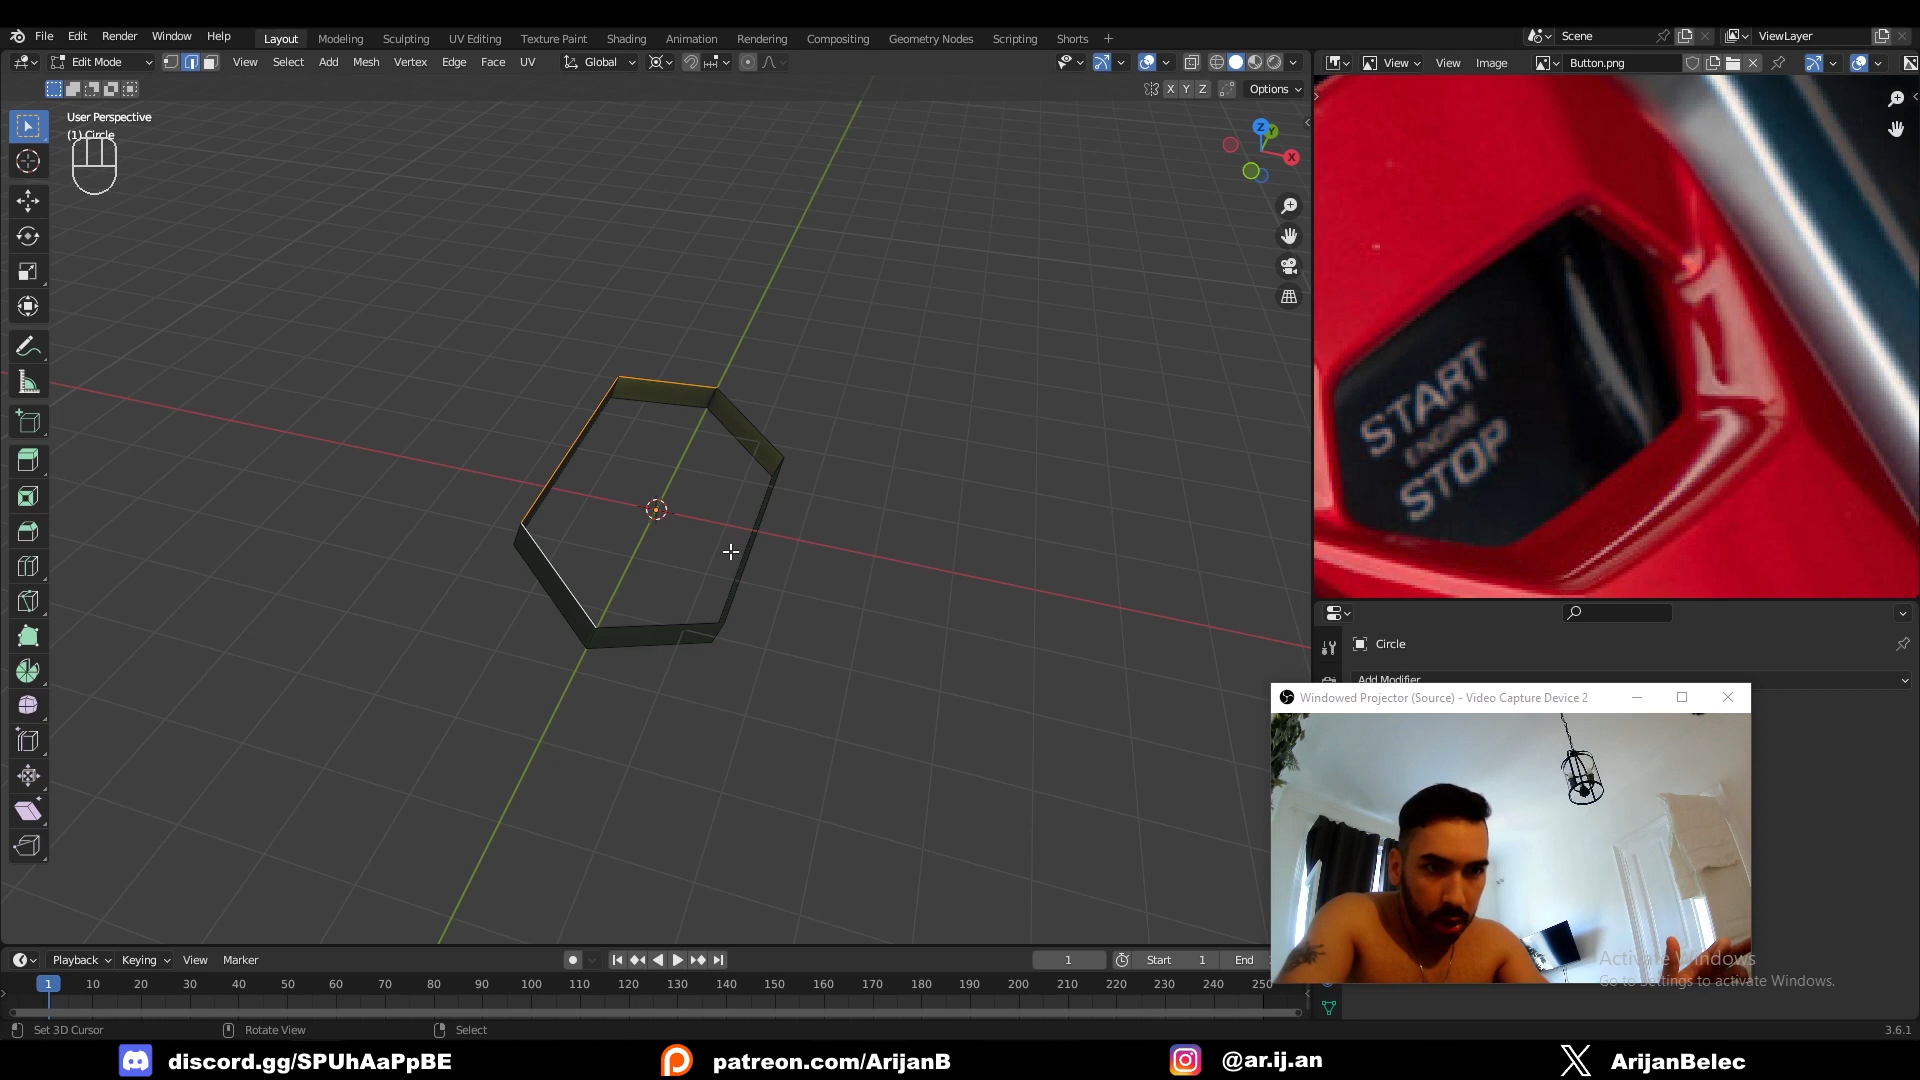 File Edit Render Window Help Layout Modeling Sculpting UV Editing Texture Paint Shading Animation Rendering Compositing Geometry Nodes Scripting Shorts + Scene ViewLayer
Edit Mode View Select Add Mesh Vertex Edge Face UV Global View View Image Button.png
X Y Z Options
User Perspective
(1) Circle
Z Y X
START
ENGINE
STOP
Circle
Add Modifier
Windowed Projector (Source) - Video Capture Device 2
Activate Windows
Go to Settings to activate Windows.
Playback Keying View Marker 1 Start 1 End
1 10 20 30 40 50 60 70 80 90 100 110 120 130 140 150 160 170 180 190 200 210 220 230 240 250
Set 3D Cursor Rotate View Select 3.6.1
discord.gg/SPUhAaPpBE patreon.com/ArijanB @ar.ij.an ArijanBelec